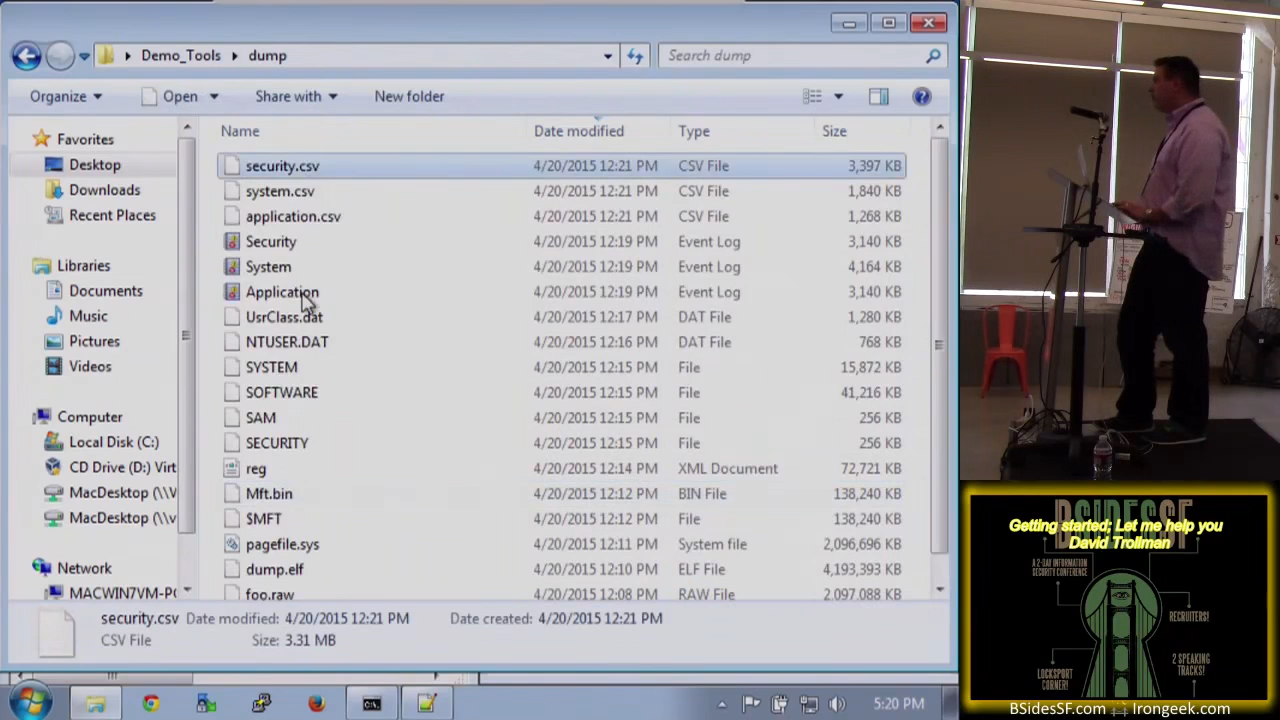 Demo_Tools
dump
Search dump
Organize
Open
Share with
New folder
Favorites
Desktop
Downloads
Recent Places
Libraries
Documents
Music
Pictures
Videos
Computer
Local Disk (C:)
CD Drive (D:) Virt
MacDesktop (\\V
MacDesktop (\\v
Network
MACWIN7VM-PC
Name Date modified Type Size
security.csv 4/20/2015 12:21 PM CSV File 3,397 KB
system.csv 4/20/2015 12:21 PM CSV File 1,840 KB
application.csv 4/20/2015 12:21 PM CSV File 1,268 KB
Security 4/20/2015 12:19 PM Event Log 3,140 KB
System 4/20/2015 12:19 PM Event Log 4,164 KB
Application 4/20/2015 12:19 PM Event Log 3,140 KB
UsrClass.dat 4/20/2015 12:17 PM DAT File 1,280 KB
NTUSER.DAT 4/20/2015 12:16 PM DAT File 768 KB
SYSTEM 4/20/2015 12:15 PM File 15,872 KB
SOFTWARE 4/20/2015 12:15 PM File 41,216 KB
SAM 4/20/2015 12:15 PM File 256 KB
SECURITY 4/20/2015 12:15 PM File 256 KB
reg 4/20/2015 12:14 PM XML Document 72,721 KB
Mft.bin 4/20/2015 12:12 PM BIN File 138,240 KB
$MFT 4/20/2015 12:12 PM File 138,240 KB
pagefile.sys 4/20/2015 12:11 PM System file 2,096,696 KB
dump.elf 4/20/2015 12:10 PM ELF File 4,193,393 KB
foo.raw 4/20/2015 12:08 PM RAW File 2,097,088 KB
security.csv Date modified: 4/20/2015 12:21 PM Date created: 4/20/2015 12:21 PM
CSV File Size: 3.31 MB
5:20 PM
BSIDESSF
Getting started; Let me help you
David Trollman
A 2-DAY INFORMATION
SECURITY CONFERENCE
RECRUITERS!
LOCKSPORT
CORNER!
2 SPEAKING
TRACKS!
BSidesSF.com Irongeek.com